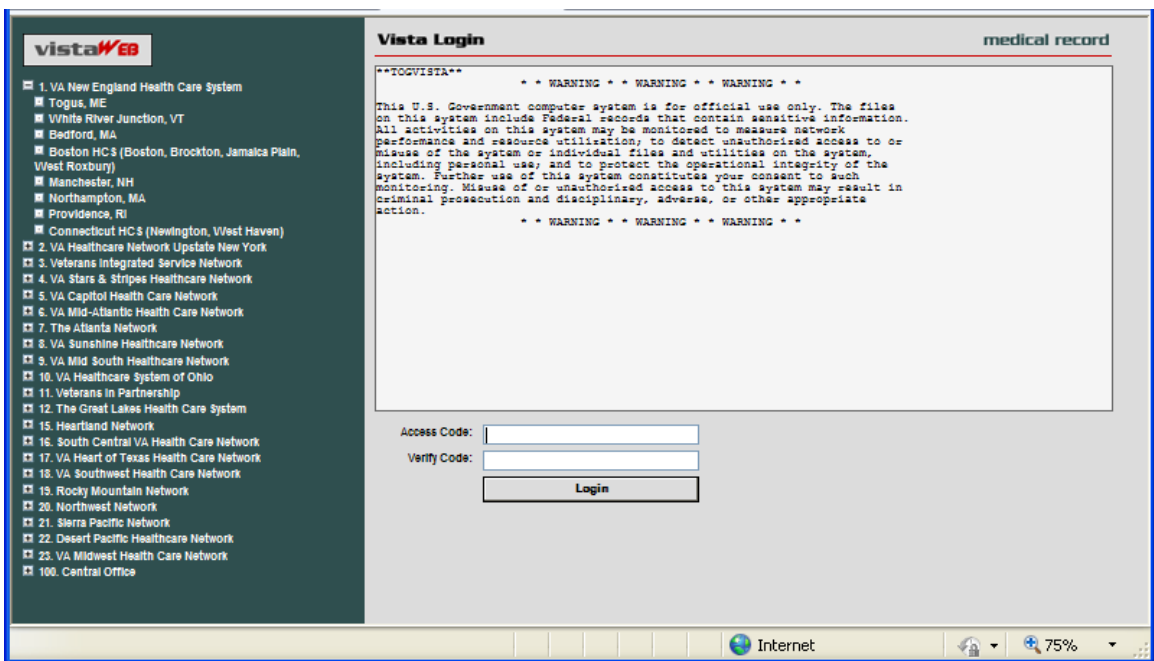 vistaWEB
1. VA New England Health Care System
Togus, ME
White River Junction, VT
Bedford, MA
Boston HCS (Boston, Brockton, Jamaica Plain,
West Roxbury)
Manchester, NH
Northampton, MA
Providence, RI
Connecticut HCS (Newington, West Haven)
2. VA Healthcare Network Upstate New York
3. Veterans Integrated Service Network
4. VA Stars & Stripes Healthcare Network
5. VA Capitol Health Care Network
6. VA Mid-Atlantic Health Care Network
7. The Atlanta Network
8. VA Sunshine Healthcare Network
9. VA Mid South Healthcare Network
10. VA Healthcare System of Ohio
11. Veterans in Partnership
12. The Great Lakes Health Care System
15. Heartland Network
16. South Central VA Health Care Network
17. VA Heart of Texas Health Care Network
18. VA Southwest Health Care Network
19. Rocky Mountain Network
20. Northwest Network
21. Sierra Pacific Network
22. Desert Pacific Healthcare Network
23. VA Midwest Health Care Network
100. Central Office
Vista Login
medical record
**TOGVISTA**
* * WARNING * * WARNING * * WARNING * *
This U.S. Government computer system is for official use only. The files
on this system include Federal records that contain sensitive information.
All activities on this system may be monitored to measure network
performance and resource utilization; to detect unauthorized access to or
misuse of the system or individual files and utilities on the system,
including personal use; and to protect the operational integrity of the
system. Further use of this system constitutes your consent to such
monitoring. Misuse of or unauthorized access to this system may result in
criminal prosecution and disciplinary, adverse, or other appropriate
action.
* * WARNING * * WARNING * * WARNING * *
Access Code:
Verify Code:
Login
Internet
75%